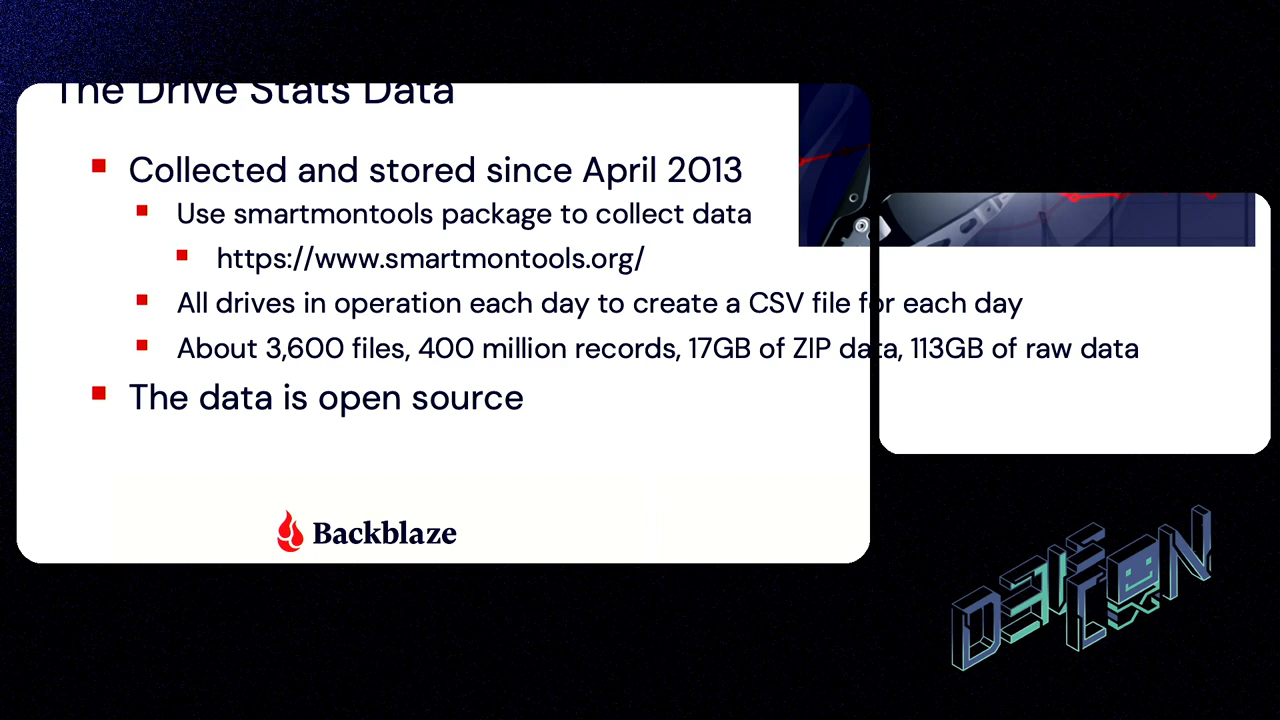 The Drive Stats Data
Collected and stored since April 2013
Use smartmontools package to collect data
https://www.smartmontools.org/
All drives in operation each day to create a CSV file for each day
About 3,600 files, 400 million records, 17GB of ZIP data, 113GB of raw data
The data is open source
Backblaze
DEF CON